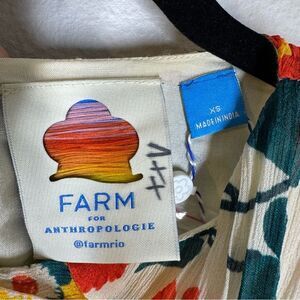 FARM
FOR
ANTHROPOLOGIE
@farmrio
XS
MADE IN INDIA